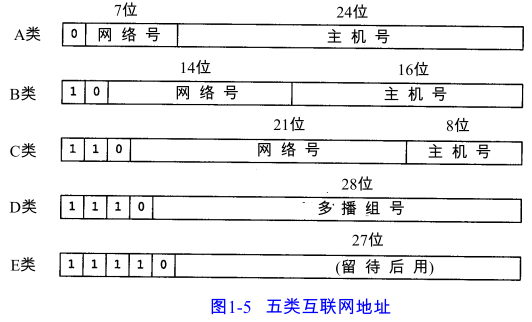 7位 24位
A类 0 网络号 主机号
14位 16位
B类 1 0 网络号 主机号
21位 8位
C类 1 1 0 网络号 主机号
28位
D类 1 1 1 0 多播组号
27位
E类 1 1 1 1 0 (留待后用)
图1-5 五类互联网地址